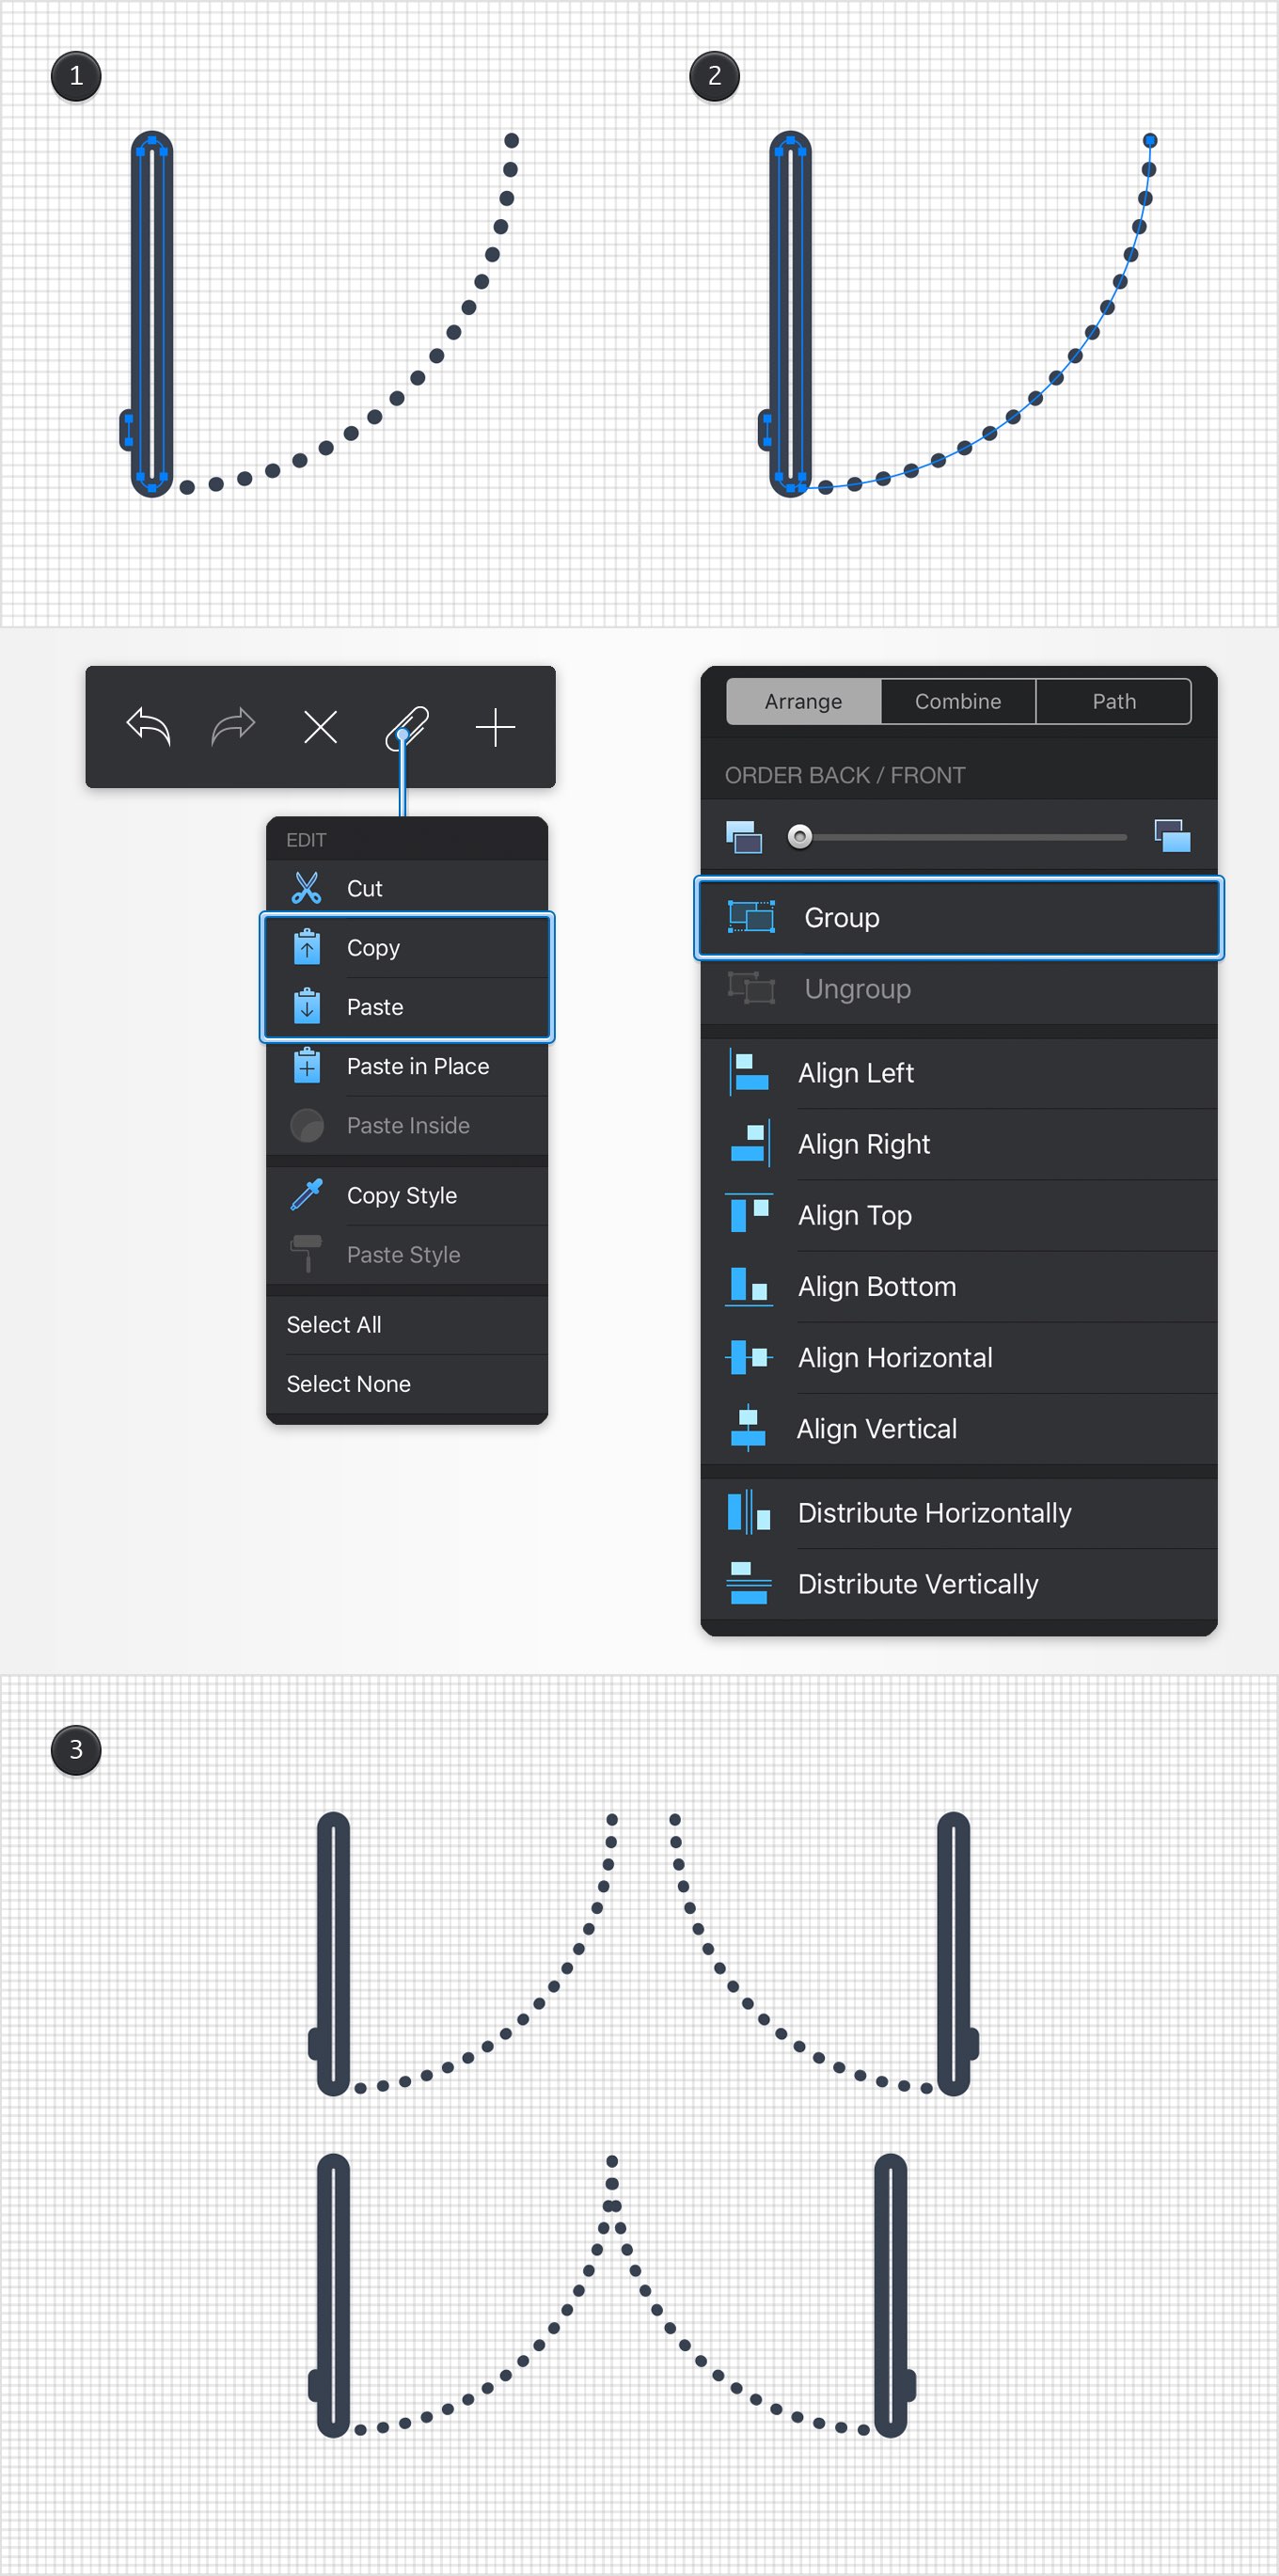 1
2
Arrange
Combine
Path
ORDER BACK / FRONT
EDIT
Cut
Copy
Paste
Paste in Place
Paste Inside
Copy Style
Paste Style
Select All
Select None
Group
Ungroup
Align Left
Align Right
Align Top
Align Bottom
Align Horizontal
Align Vertical
Distribute Horizontally
Distribute Vertically
3